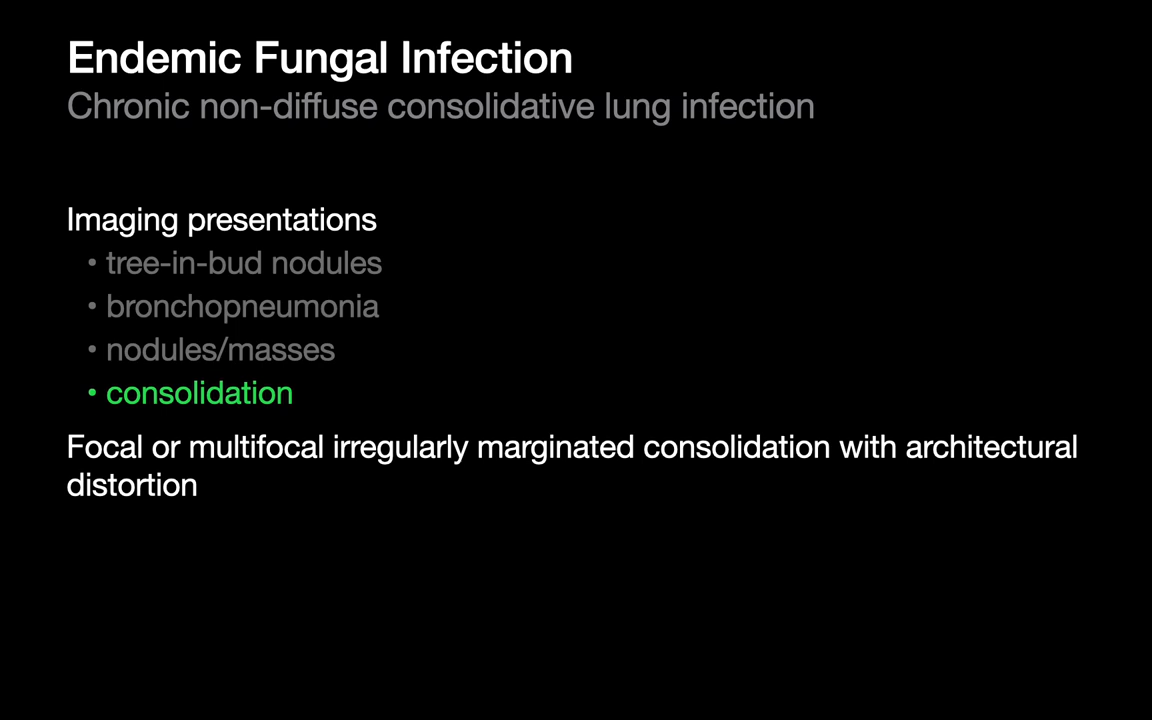 Endemic Fungal Infection
Chronic non-diffuse consolidative lung infection
Imaging presentations
• tree-in-bud nodules
• bronchopneumonia
• nodules/masses
• consolidation
Focal or multifocal irregularly marginated consolidation with architectural
distortion